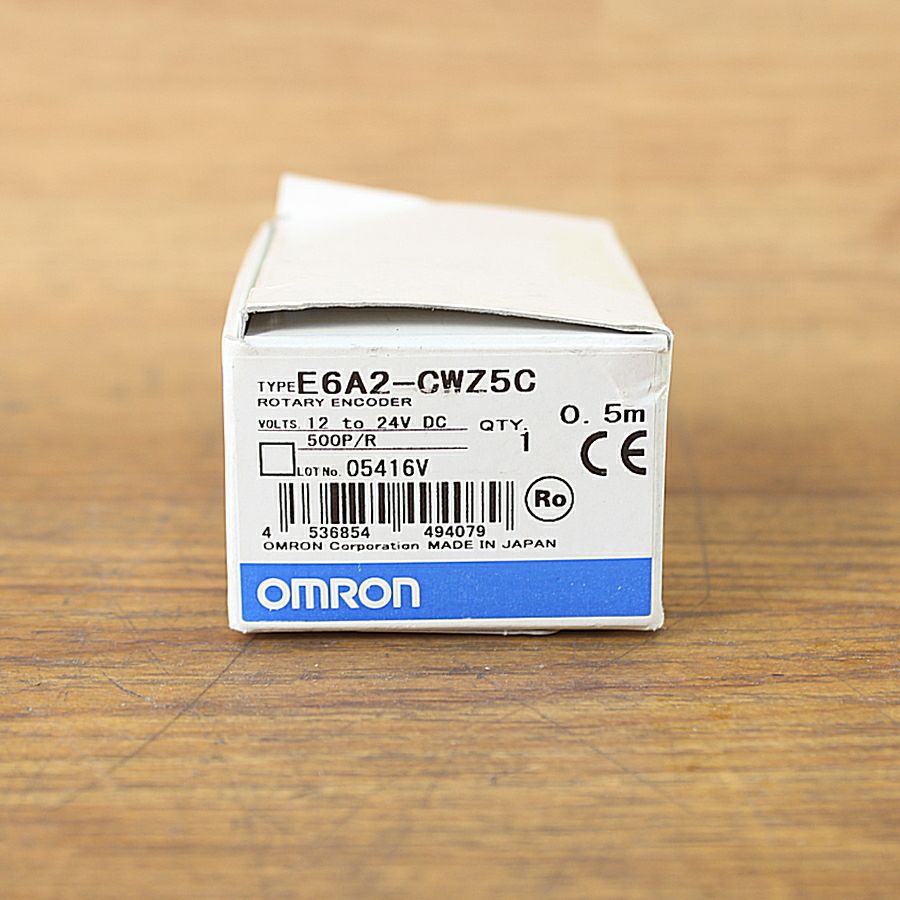 TYPE E6A2-CWZ5C
ROTARY ENCODER
VOLTS. 12 to 24V DC QTY. 1 0. 5m
500P/R
CE
LOT No. 05416V
Ro
4 536854 494079
OMRON Corporation MADE IN JAPAN
OMRON